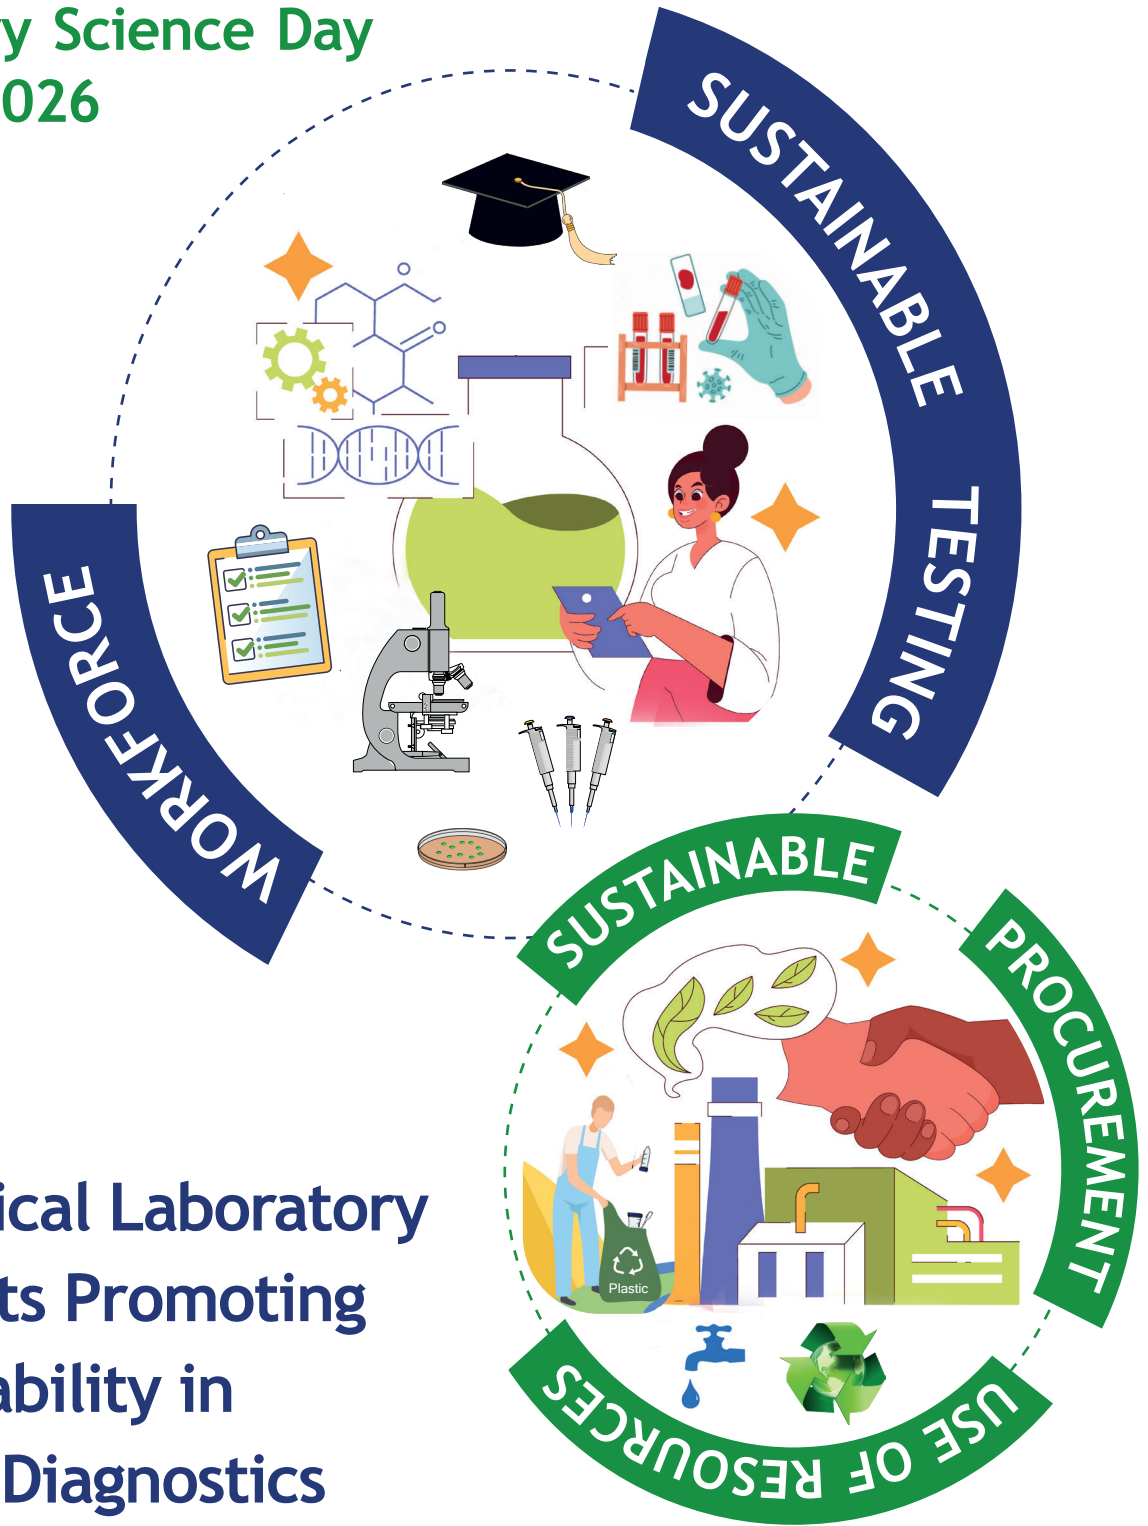 y Science Day
026
SUSTAINABLE TESTING
WORKFORCE
SUSTAINABLE
PROCUREMENT
Plastic
USE OF RESOURCES
ical Laboratory
ts Promoting
ability in
Diagnostics